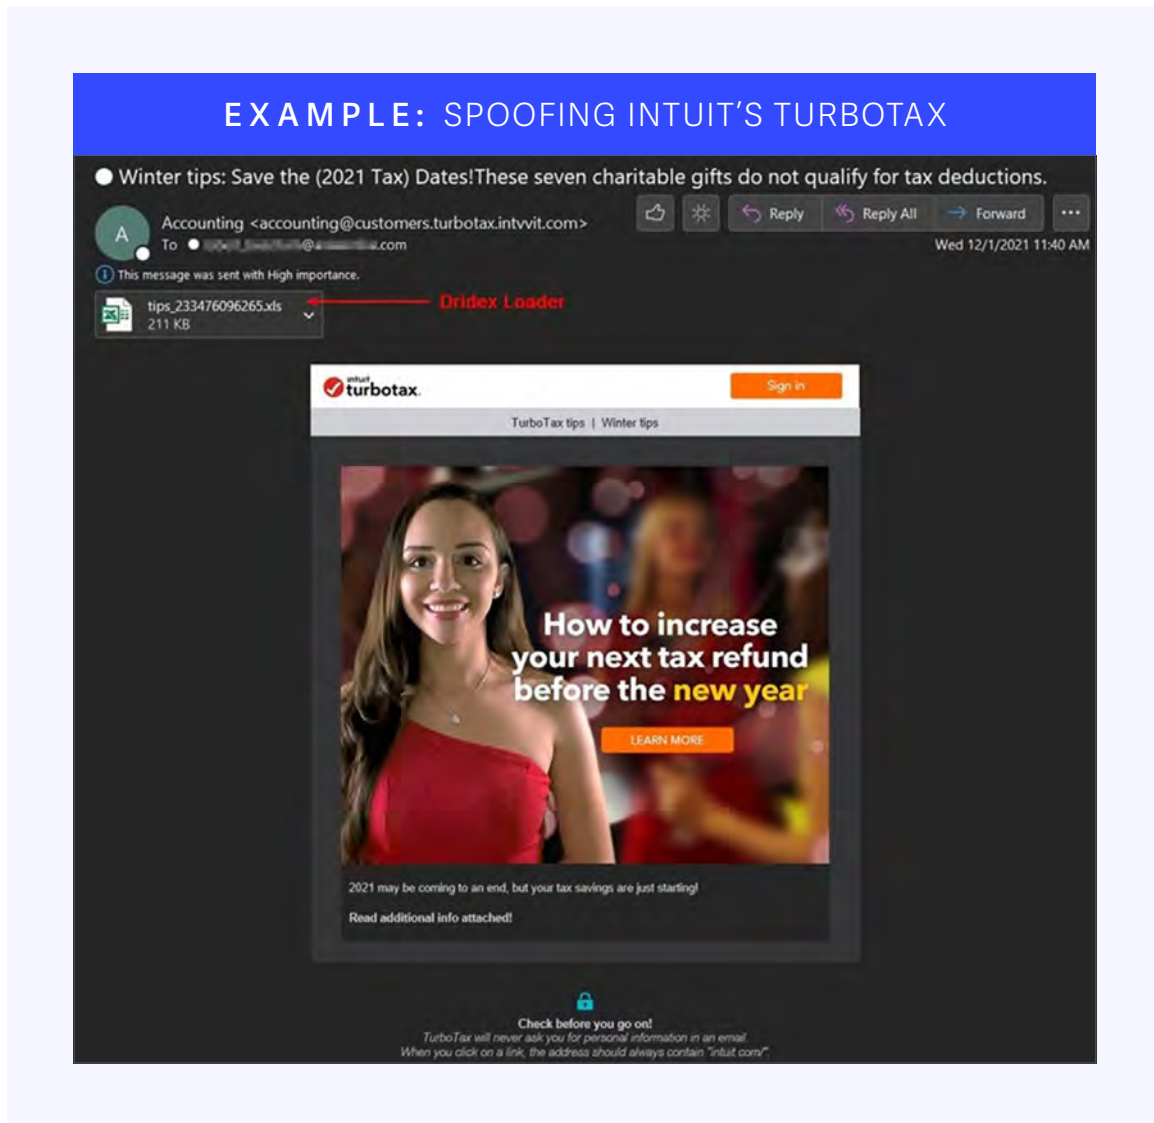 EXAMPLE: SPOOFING INTUIT'S TURBOTAX
Winter tips: Save the (2021 Tax) Dates!These seven charitable gifts do not qualify for tax deductions.
A
Accounting <accounting@customers.turbotax.intvvit.com>
Reply
Reply All
Forward
To @ .com
Wed 12/1/2021 11:40 AM
This message was sent with High importance.
tips_233476096265.xls
211 KB
Dridex Loader
intuit
turbotax.
Sign in
TurboTax tips | Winter tips
How to increase
your next tax refund
before the new year
LEARN MORE
2021 may be coming to an end, but your tax savings are just starting!
Read additional info attached!
Check before you go on!
TurboTax will never ask you for personal information in an email.
When you click on a link, the address should always contain "intuit.com/".